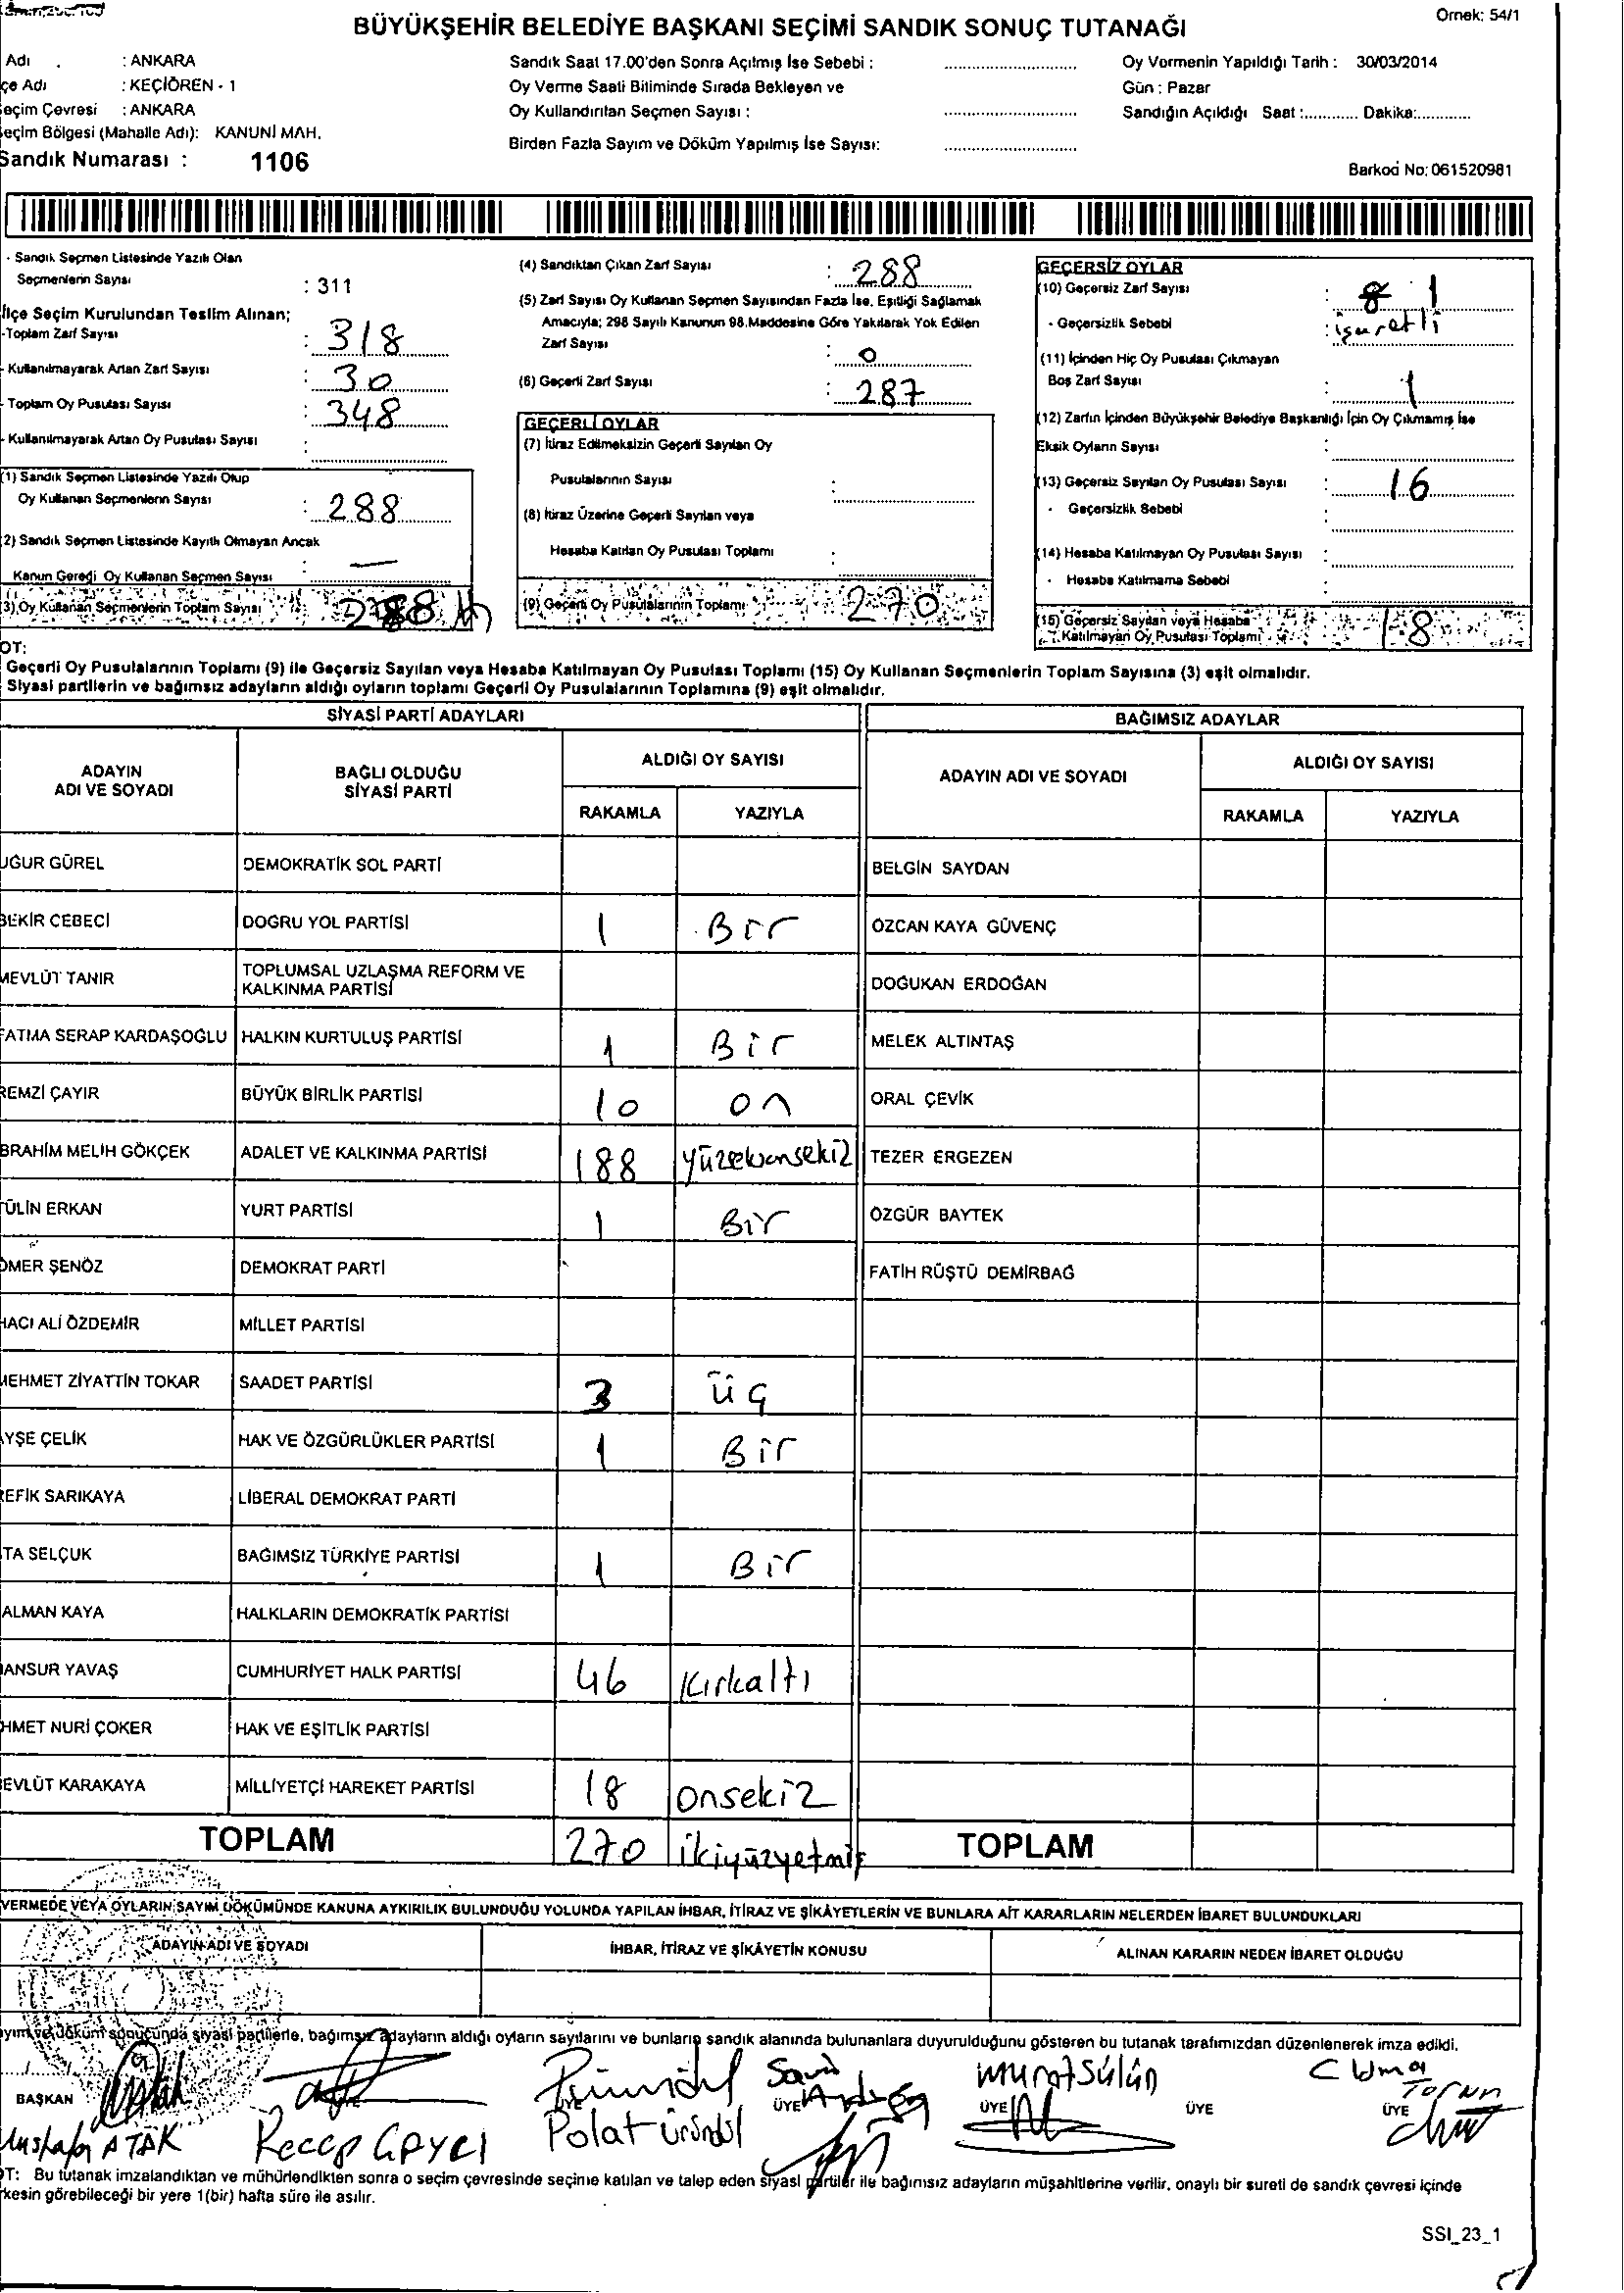 BÜYÜKŞEHİR BELEDİYE BAŞKANI SEÇİMİ SANDIK SONUÇ TUTANAĞI
Ornek: 54/1
Adı : ANKARA
çe Adı : KEÇİÖREN - 1
eçim Çevresi : ANKARA
eçim Bölgesi (Mahalle Adı): KANUNİ MAH.
Sandık Numarası : 1106
Sandık Saat 17.00'den Sonra Açılmış İse Sebebi :
Oy Verme Saati Bitiminde Sırada Bekleyen ve
Oy Kullandırılan Seçmen Sayısı :
Birden Fazla Sayım ve Döküm Yapılmış İse Sayısı:
Oy Vermenin Yapıldığı Tarih : 30/03/2014
Gün : Pazar
Sandığın Açıldığı Saat :............ Dakika:............
Barkod No: 061520981
- Sandık Seçmen Listesinde Yazılı Olan
Seçmenlerin Sayısı : 311
İlçe Seçim Kurulundan Teslim Alınan;
-Toplam Zarf Sayısı : 318
- Kullanılmayarak Artan Zarf Sayısı : 30
- Toplam Oy Pusulası Sayısı : 348
- Kullanılmayarak Artan Oy Pusulası Sayısı :
(1) Sandık Seçmen Listesinde Yazılı Olup
Oy Kullanan Seçmenlerin Sayısı : 288
(2) Sandık Seçmen Listesinde Kayıtlı Olmayan Ancak
Kanun Gereği Oy Kullanan Seçmen Sayısı : —
(3) Oy Kullanan Seçmenlerin Toplam Sayısı 288
(4) Sandıktan Çıkan Zarf Sayısı : 288
(5) Zarf Sayısı Oy Kullanan Seçmen Sayısından Fazla İse, Eşitliği Sağlamak
Amacıyla; 298 Sayılı Kanunun 98.Maddesine Göre Yakılarak Yok Edilen
Zarf Sayısı : 0
(6) Geçerli Zarf Sayısı : 287
GEÇERLİ OYLAR
(7) İtiraz Edilmeksizin Geçerli Sayılan Oy
Pusulalarının Sayısı :
(8) İtiraz Üzerine Geçerli Sayılan veya
Hesaba Katılan Oy Pusulası Toplamı :
(9) Geçerli Oy Pusulalarının Toplamı 270
GEÇERSİZ OYLAR
(10) Geçersiz Zarf Sayısı : 8 1
- Geçersizlik Sebebi : işaretli
(11) İçinden Hiç Oy Pusulası Çıkmayan
Boş Zarf Sayısı : 1
(12) Zarfın İçinden Büyükşehir Belediye Başkanlığı İçin Oy Çıkmamış İse
Eksik Oyların Sayısı :
(13) Geçersiz Sayılan Oy Pusulası Sayısı : 16
- Geçersizlik Sebebi :
(14) Hesaba Katılmayan Oy Pusulası Sayısı :
- Hesaba Katılmama Sebebi :
(15) Geçersiz Sayılan veya Hesaba
Katılmayan Oy Pusulası Toplamı 18
OT:
Geçerli Oy Pusulalarının Toplamı (9) ile Geçersiz Sayılan veya Hesaba Katılmayan Oy Pusulası Toplamı (15) Oy Kullanan Seçmenlerin Toplam Sayısına (3) eşit olmalıdır.
Siyasi partilerin ve bağımsız adayların aldığı oyların toplamı Geçerli Oy Pusulalarının Toplamına (9) eşit olmalıdır.
SİYASİ PARTİ ADAYLARI
BAĞIMSIZ ADAYLAR
ADAYIN ADI VE SOYADI
BAĞLI OLDUĞU SİYASİ PARTİ
ALDIĞI OY SAYISI
RAKAMLA YAZIYLA
ADAYIN ADI VE SOYADI
ALDIĞI OY SAYISI
RAKAMLA YAZIYLA
UĞUR GÜREL DEMOKRATİK SOL PARTİ BELGİN SAYDAN
BEKİR CEBECİ DOĞRU YOL PARTİSİ 1 Bir ÖZCAN KAYA GÜVENÇ
MEVLÜT TANIR TOPLUMSAL UZLAŞMA REFORM VE KALKINMA PARTİSİ DOĞUKAN ERDOĞAN
FATMA SERAP KARDAŞOĞLU HALKIN KURTULUŞ PARTİSİ 1 Bir MELEK ALTINTAŞ
REMZİ ÇAYIR BÜYÜK BİRLİK PARTİSİ 10 on ORAL ÇEVİK
BRAHİM MELİH GÖKÇEK ADALET VE KALKINMA PARTİSİ 188 yüzseksensekiz TEZER ERGEZEN
TÜLİN ERKAN YURT PARTİSİ 1 Bir ÖZGÜR BAYTEK
ÖMER ŞENÖZ DEMOKRAT PARTİ FATİH RÜŞTÜ DEMİRBAĞ
HACI ALİ ÖZDEMİR MİLLET PARTİSİ
MEHMET ZİYATTİN TOKAR SAADET PARTİSİ 3 üç
AYŞE ÇELİK HAK VE ÖZGÜRLÜKLER PARTİSİ 1 Bir
REFİK SARIKAYA LİBERAL DEMOKRAT PARTİ
TA SELÇUK BAĞIMSIZ TÜRKİYE PARTİSİ 1 Bir
ALMAN KAYA HALKLARIN DEMOKRATİK PARTİSİ
MANSUR YAVAŞ CUMHURİYET HALK PARTİSİ 46 Kırkaltı
HMET NURİ ÇOKER HAK VE EŞİTLİK PARTİSİ
EVLÜT KARAKAYA MİLLİYETÇİ HAREKET PARTİSİ 18 onsekiz
TOPLAM 270 ikiyüzyetmiş TOPLAM
VERMEDE VEYA OYLARIN SAYIM DÖKÜMÜNDE KANUNA AYKIRILIK BULUNDUĞU YOLUNDA YAPILAN İHBAR, İTİRAZ VE ŞİKÂYETLERİN VE BUNLARA AİT KARARLARIN NELERDEN İBARET BULUNDUKLARI
ADAYIN ADI VE SOYADI İHBAR, İTİRAZ VE ŞİKÂYETİN KONUSU ALINAN KARARIN NEDEN İBARET OLDUĞU
ayım ve döküm sonucunda siyasi partilerle, bağımsız adayların aldığı oyların sayılarını ve bunların sandık alanında bulunanlara duyurulduğunu gösteren bu tutanak tarafımızdan düzenlenerek imza edildi.
Murat Sülün Cuma
Torun
BAŞKAN ÜYE ÜYE ÜYE ÜYE
Mustafa ATAK Recep Polat
OT: Bu tutanak imzalandıktan ve mühürlendikten sonra o seçim çevresinde seçime katılan ve talep eden siyasi partiler ile bağımsız adayların müşahitlerine verilir, onaylı bir sureti de sandık çevresi içinde
rkesin görebileceği bir yere 1(bir) hafta süre ile asılır.
SSI_23_1